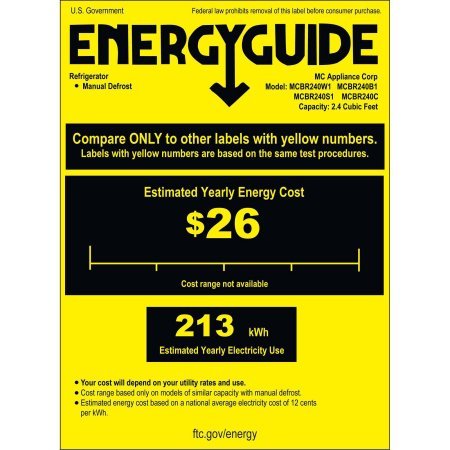 U.S. Government
Federal law prohibits removal of this label before consumer purchase.
ENERGYGUIDE
Refrigerator
• Manual Defrost
MC Appliance Corp
Model: MCBR240W1 MCBR240B1
MCBR240S1 MCBR240C
Capacity: 2.4 Cubic Feet
Compare ONLY to other labels with yellow numbers.
Labels with yellow numbers are based on the same test procedures.
Estimated Yearly Energy Cost
$26
Cost range not available
213 kWh
Estimated Yearly Electricity Use
• Your cost will depend on your utility rates and use.
• Cost range based only on models of similar capacity with manual defrost.
• Estimated energy cost based on a national average electricity cost of 12 cents
per kWh.
ftc.gov/energy